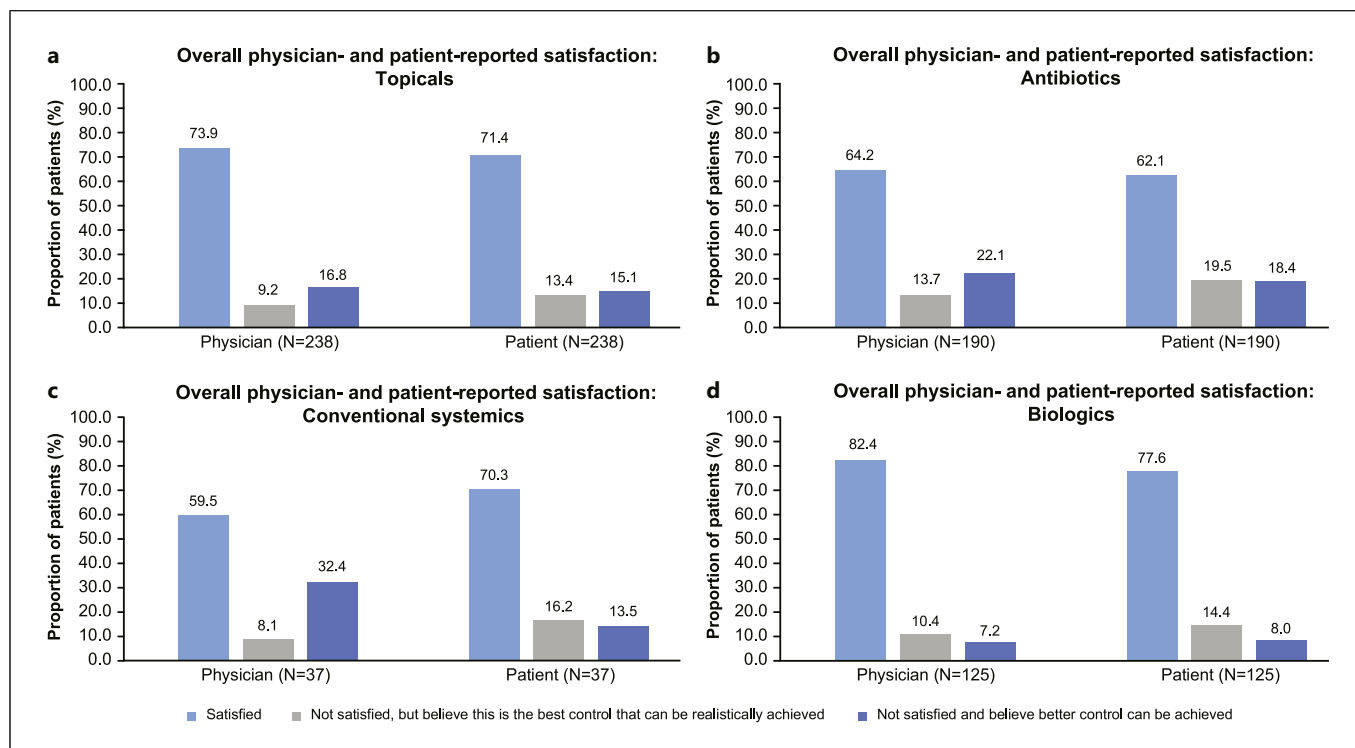 a
Overall physician- and patient-reported satisfaction:
Topicals
Proportion of patients (%)
100.0
90.0
80.0
70.0
60.0
50.0
40.0
30.0
20.0
10.0
0.0
73.9
9.2
16.8
71.4
13.4
15.1
Physician (N=238)
Patient (N=238)
b
Overall physician- and patient-reported satisfaction:
Antibiotics
Proportion of patients (%)
100.0
90.0
80.0
70.0
60.0
50.0
40.0
30.0
20.0
10.0
0.0
64.2
13.7
22.1
62.1
19.5
18.4
Physician (N=190)
Patient (N=190)
c
Overall physician- and patient-reported satisfaction:
Conventional systemics
Proportion of patients (%)
100.0
90.0
80.0
70.0
60.0
50.0
40.0
30.0
20.0
10.0
0.0
59.5
8.1
32.4
70.3
16.2
13.5
Physician (N=37)
Patient (N=37)
d
Overall physician- and patient-reported satisfaction:
Biologics
Proportion of patients (%)
100.0
90.0
80.0
70.0
60.0
50.0
40.0
30.0
20.0
10.0
0.0
82.4
10.4
7.2
77.6
14.4
8.0
Physician (N=125)
Patient (N=125)
Satisfied
Not satisfied, but believe this is the best control that can be realistically achieved
Not satisfied and believe better control can be achieved